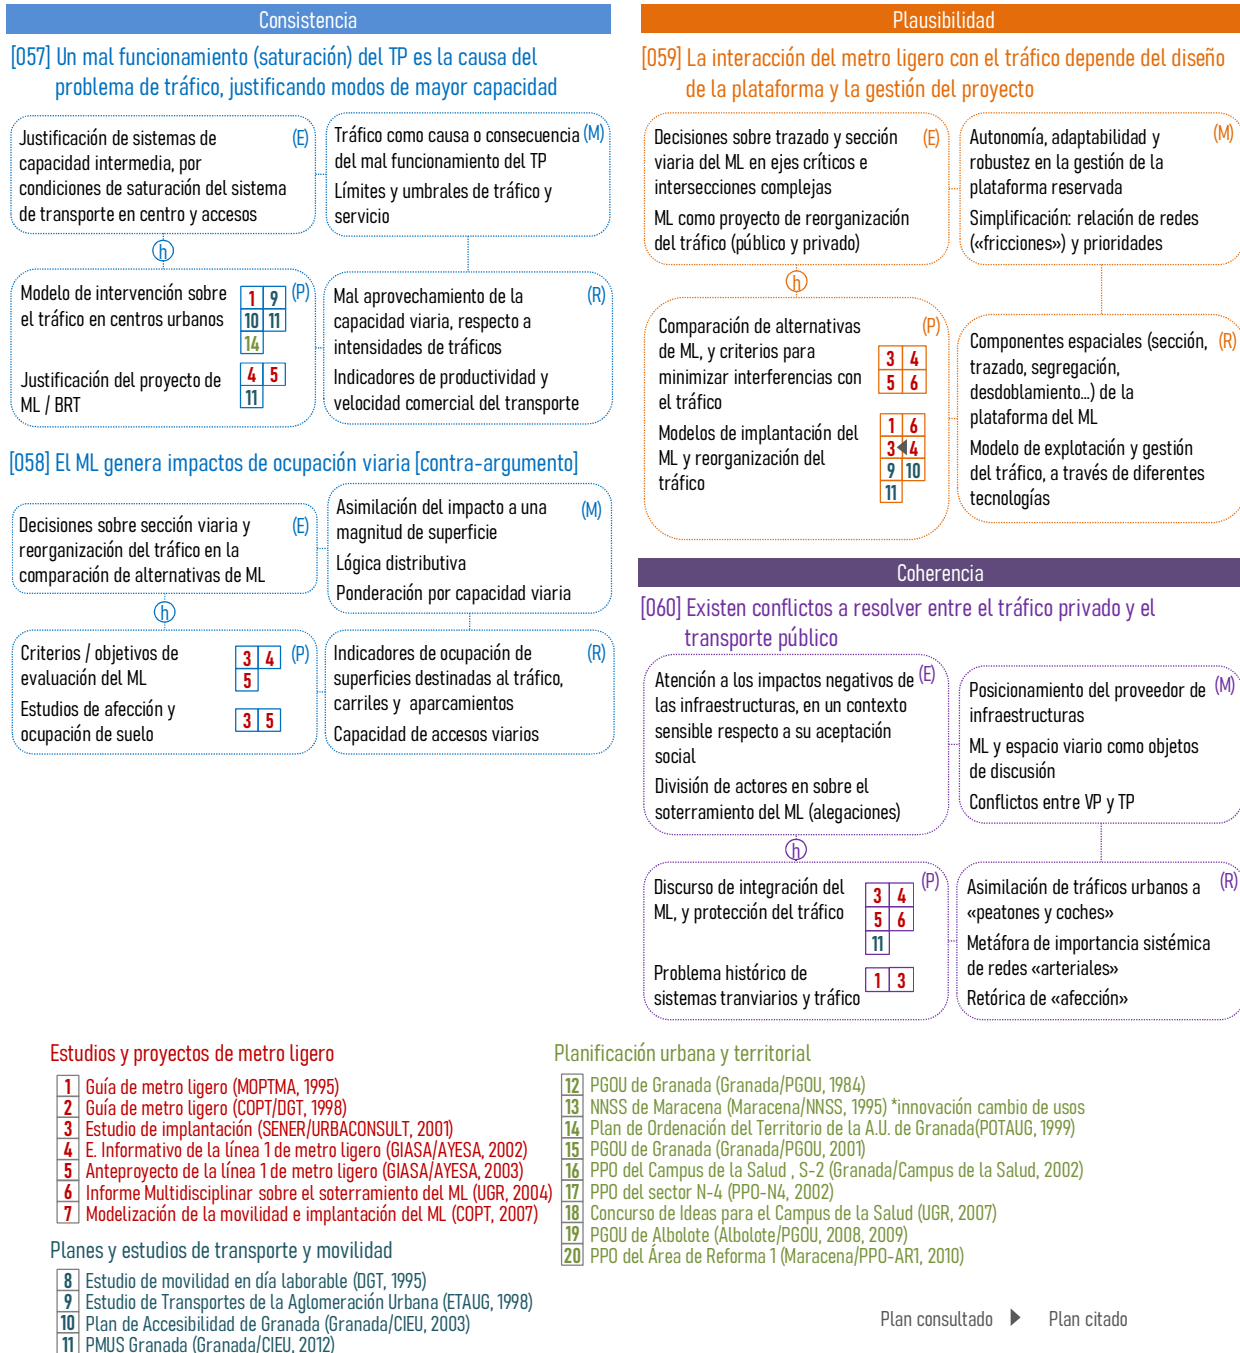 Consistencia
[057] Un mal funcionamiento (saturación) del TP es la causa del
problema de tráfico, justificando modos de mayor capacidad
Justificación de sistemas de (E)
capacidad intermedia, por
condiciones de saturación del sistema
de transporte en centro y accesos
Tráfico como causa o consecuencia (M)
del mal funcionamiento del TP
Límites y umbrales de tráfico y
servicio
h
Modelo de intervención sobre (P)
el tráfico en centros urbanos
1 9
10 11
14
Justificación del proyecto de
ML / BRT
4 5
11
Mal aprovechamiento de la (R)
capacidad viaria, respecto a
intensidades de tráficos
Indicadores de productividad y
velocidad comercial del transporte
[058] El ML genera impactos de ocupación viaria [contra-argumento]
Decisiones sobre sección viaria y (E)
reorganización del tráfico en la
comparación de alternativas de ML
Asimilación del impacto a una (M)
magnitud de superficie
Lógica distributiva
Ponderación por capacidad viaria
h
Criterios / objetivos de (P)
evaluación del ML
3 4
5
Estudios de afección y
ocupación de suelo
3 5
Indicadores de ocupación de (R)
superficies destinadas al tráfico,
carriles y aparcamientos
Capacidad de accesos viarios
Plausibilidad
[059] La interacción del metro ligero con el tráfico depende del diseño
de la plataforma y la gestión del proyecto
Decisiones sobre trazado y sección (E)
viaria del ML en ejes críticos e
intersecciones complejas
ML como proyecto de reorganización
del tráfico (público y privado)
Autonomía, adaptabilidad y (M)
robustez en la gestión de la
plataforma reservada
Simplificación: relación de redes
(«fricciones») y prioridades
h
Comparación de alternativas (P)
de ML, y criterios para
minimizar interferencias con
el tráfico
3 4
5 6
Modelos de implantación del
ML y reorganización del
tráfico
1 6
3 ◀ 4
9 10
11
Componentes espaciales (sección, (R)
trazado, segregación,
desdoblamiento...) de la
plataforma del ML
Modelo de explotación y gestión
del tráfico, a través de diferentes
tecnologías
Coherencia
[060] Existen conflictos a resolver entre el tráfico privado y el
transporte público
Atención a los impactos negativos de (E)
las infraestructuras, en un contexto
sensible respecto a su aceptación
social
División de actores en sobre el
soterramiento del ML (alegaciones)
Posicionamiento del proveedor de (M)
infraestructuras
ML y espacio viario como objetos
de discusión
Conflictos entre VP y TP
h
Discurso de integración del (P)
ML, y protección del tráfico
3 4
5 6
11
Problema histórico de
sistemas tranviarios y tráfico
1 3
Asimilación de tráficos urbanos a (R)
«peatones y coches»
Metáfora de importancia sistémica
de redes «arteriales»
Retórica de «afección»
Estudios y proyectos de metro ligero
1 Guía de metro ligero (MOPTMA, 1995)
2 Guía de metro ligero (COPT/DGT, 1998)
3 Estudio de implantación (SENER/URBACONSULT, 2001)
4 E. Informativo de la línea 1 de metro ligero (GIASA/AYESA, 2002)
5 Anteproyecto de la línea 1 de metro ligero (GIASA/AYESA, 2003)
6 Informe Multidisciplinar sobre el soterramiento del ML (UGR, 2004)
7 Modelización de la movilidad e implantación del ML (COPT, 2007)
Planes y estudios de transporte y movilidad
8 Estudio de movilidad en día laborable (DGT, 1995)
9 Estudio de Transportes de la Aglomeración Urbana (ETAUG, 1998)
10 Plan de Accesibilidad de Granada (Granada/CIEU, 2003)
11 PMUS Granada (Granada/CIEU, 2012)
Planificación urbana y territorial
12 PGOU de Granada (Granada/PGOU, 1984)
13 NNSS de Maracena (Maracena/NNSS, 1995) *innovación cambio de usos
14 Plan de Ordenación del Territorio de la A.U. de Granada(POTAUG, 1999)
15 PGOU de Granada (Granada/PGOU, 2001)
16 PPO del Campus de la Salud , S-2 (Granada/Campus de la Salud, 2002)
17 PPO del sector N-4 (PPO-N4, 2002)
18 Concurso de Ideas para el Campus de la Salud (UGR, 2007)
19 PGOU de Albolote (Albolote/PGOU, 2008, 2009)
20 PPO del Área de Reforma 1 (Maracena/PPO-AR1, 2010)
Plan consultado ▶ Plan citado